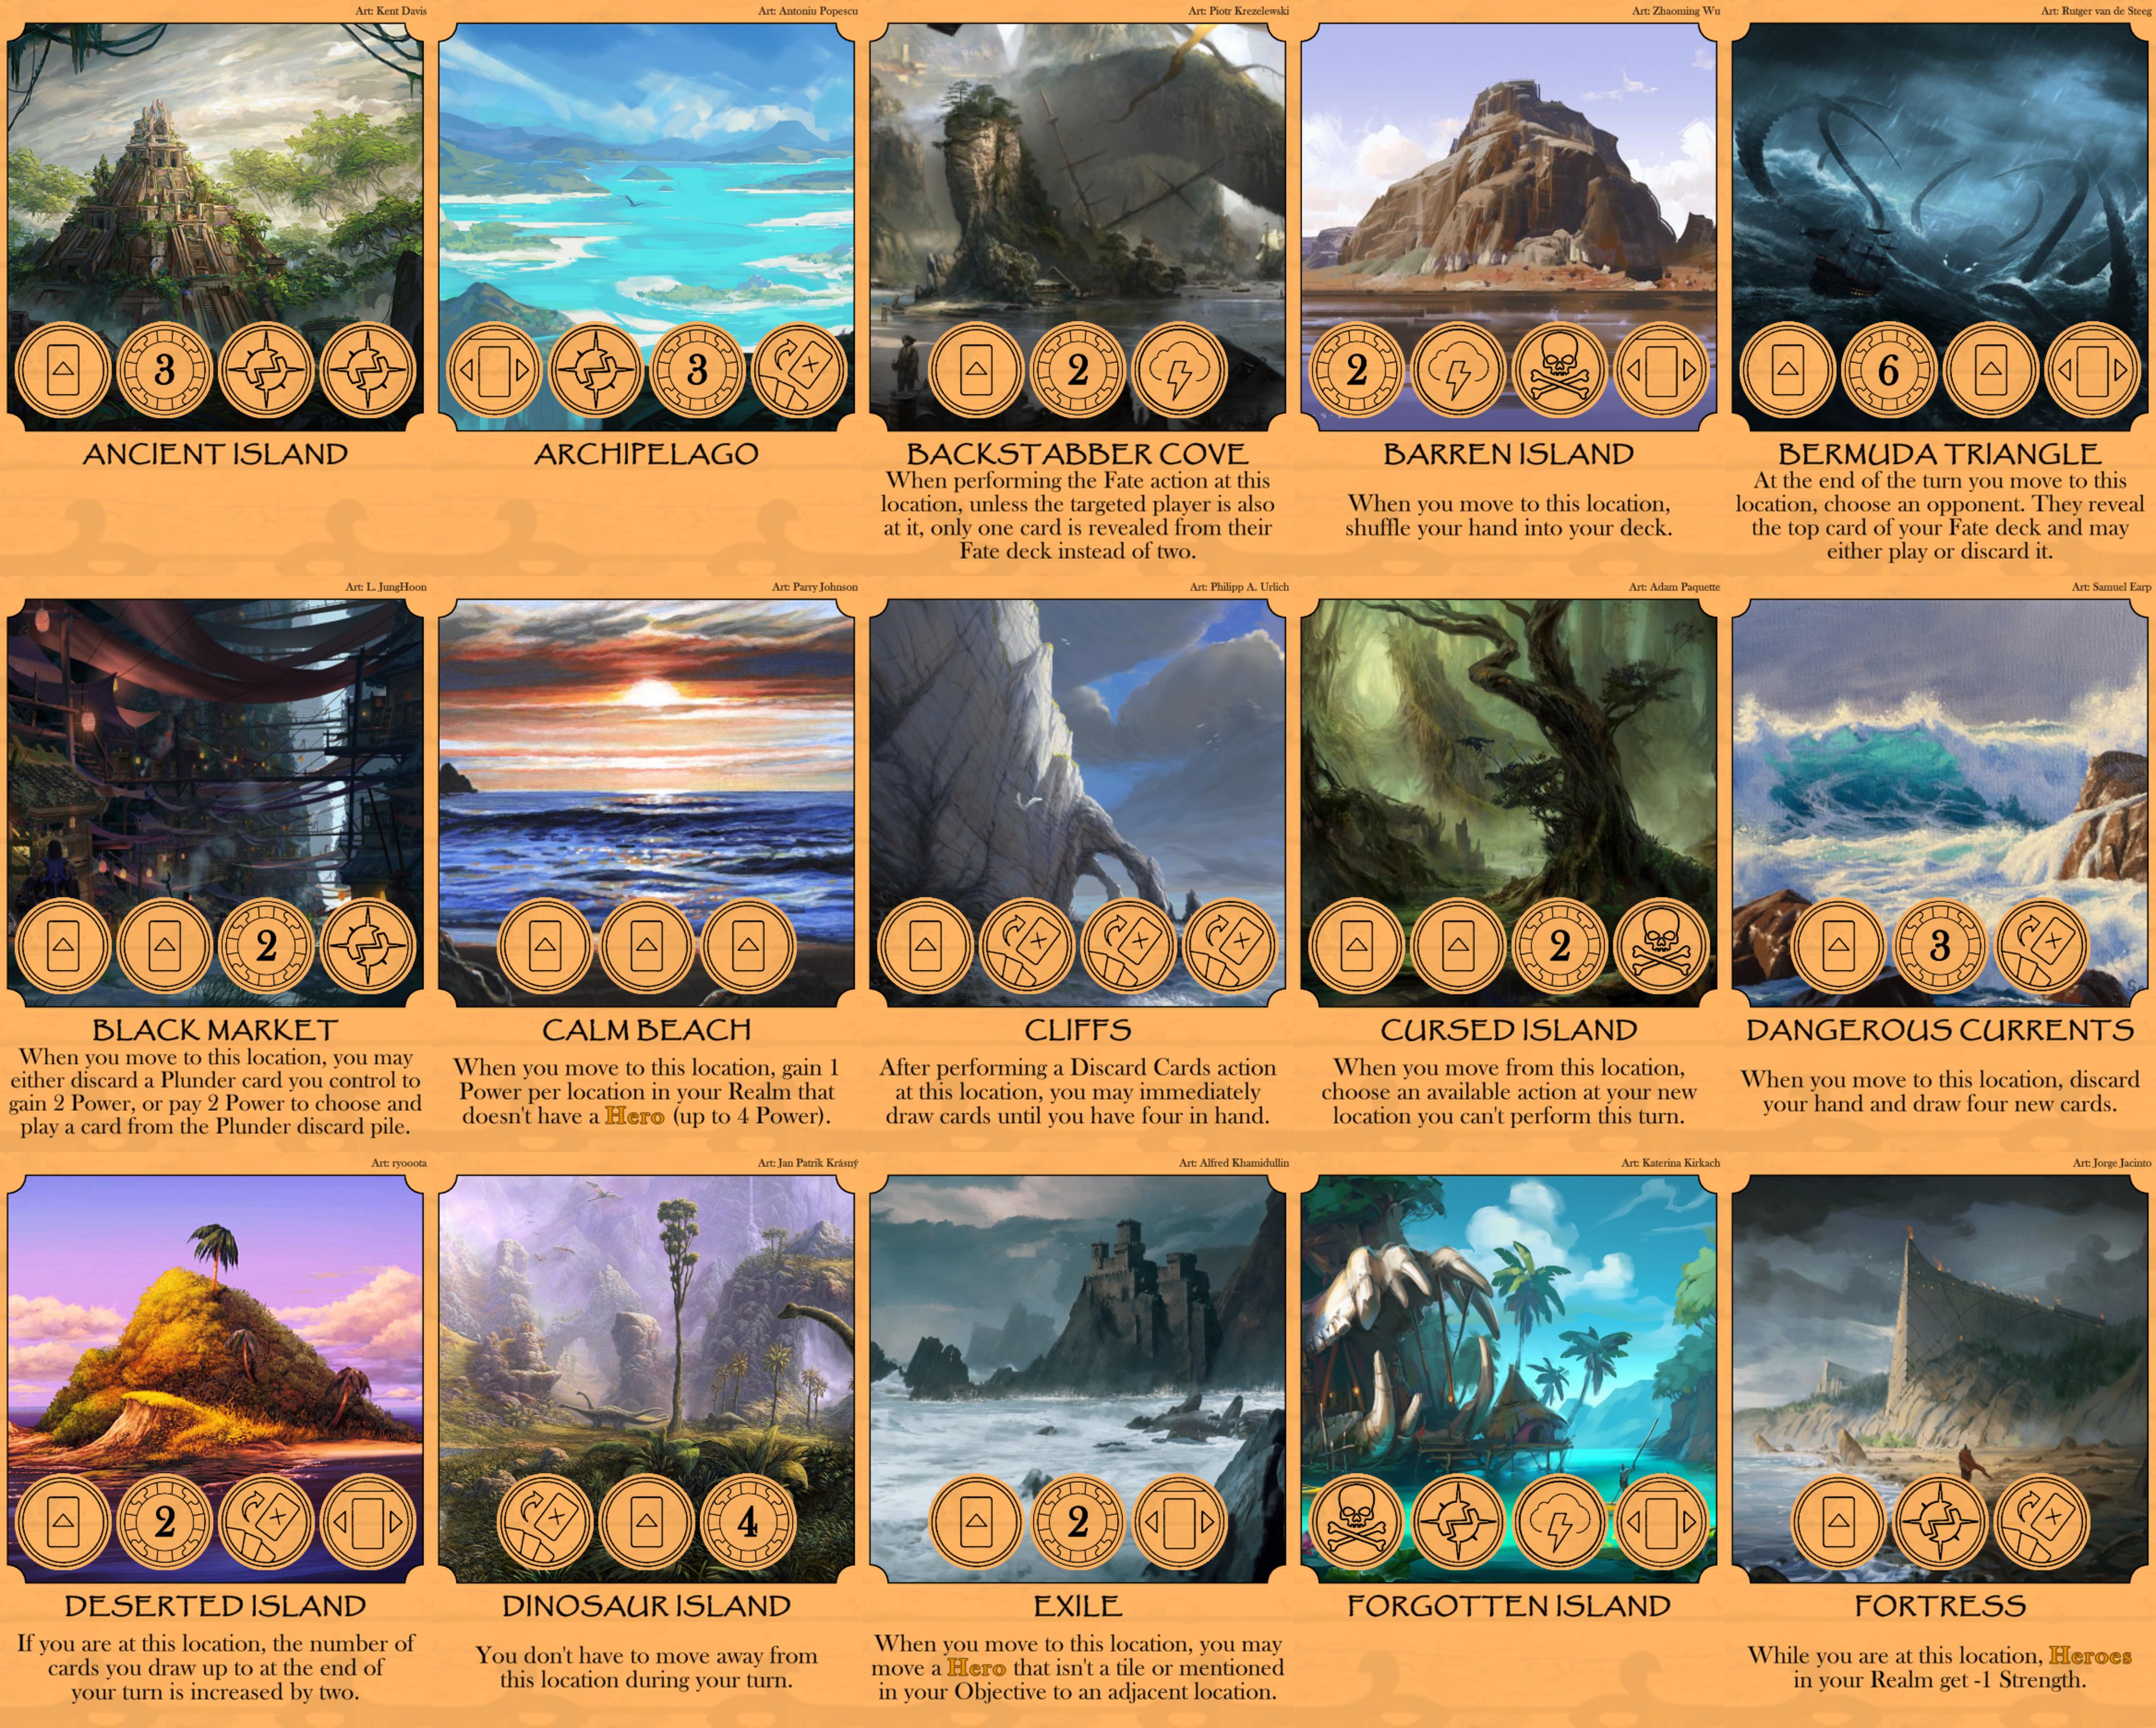 Art: Kent Davis
3
ANCIENT ISLAND
Art: Antoniu Popescu
3
ARCHIPELAGO
Art: Piotr Krezelewski
2
BACKSTABBER COVE
When performing the Fate action at this
location, unless the targeted player is also
at it, only one card is revealed from their
Fate deck instead of two.
Art: Zhaoming Wu
2
BARREN ISLAND
When you move to this location,
shuffle your hand into your deck.
Art: Rutger van de Steeg
6
BERMUDA TRIANGLE
At the end of the turn you move to this
location, choose an opponent. They reveal
the top card of your Fate deck and may
either play or discard it.
Art: L. JungHoon
2
BLACK MARKET
When you move to this location, you may
either discard a Plunder card you control to
gain 2 Power, or pay 2 Power to choose and
play a card from the Plunder discard pile.
Art: Parry Johnson
CALM BEACH
When you move to this location, gain 1
Power per location in your Realm that
doesn't have a Hero (up to 4 Power).
Art: Philipp A. Urlich
CLIFFS
After performing a Discard Cards action
at this location, you may immediately
draw cards until you have four in hand.
Art: Adam Paquette
2
CURSED ISLAND
When you move from this location,
choose an available action at your new
location you can't perform this turn.
Art: Samuel Earp
3
DANGEROUS CURRENTS
When you move to this location, discard
your hand and draw four new cards.
Art: ryooota
2
DESERTED ISLAND
If you are at this location, the number of
cards you draw up to at the end of
your turn is increased by two.
Art: Jan Patrik Krásný
4
DINOSAUR ISLAND
You don't have to move away from
this location during your turn.
Art: Alfred Khamidullin
2
EXILE
When you move to this location, you may
move a Hero that isn't a tile or mentioned
in your Objective to an adjacent location.
Art: Katerina Kirkach
FORGOTTEN ISLAND
Art: Jorge Jacinto
FORTRESS
While you are at this location, Heroes
in your Realm get -1 Strength.